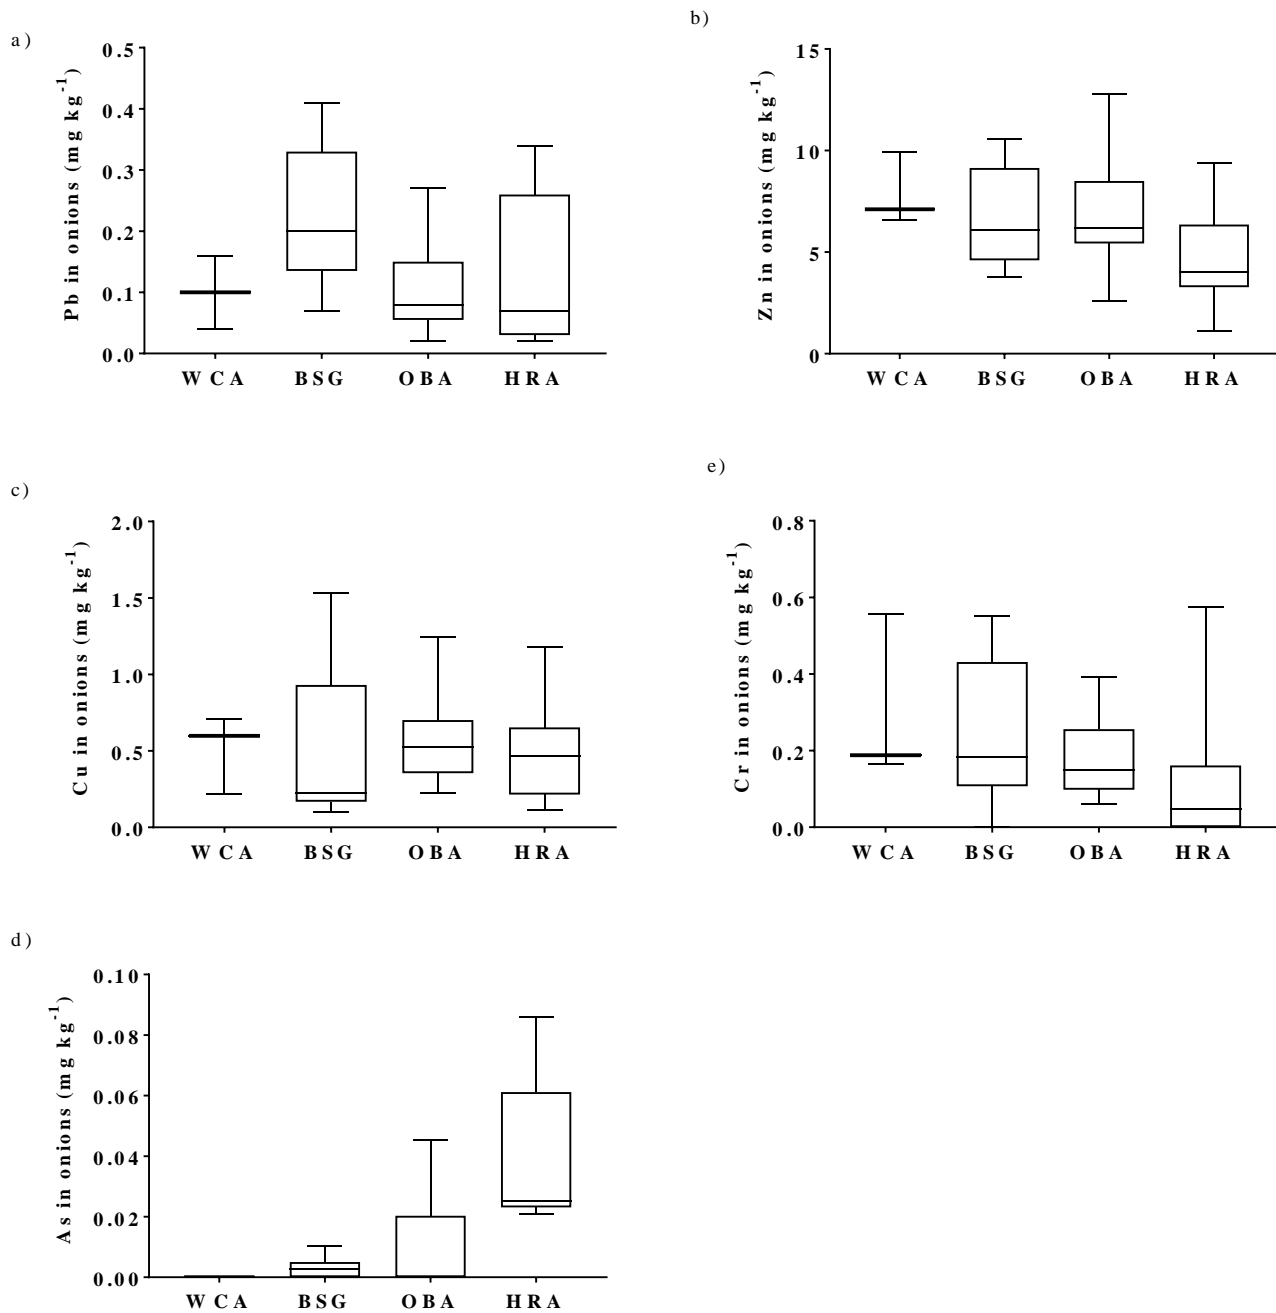 a)
Pb in onions (mg kg-1)
0.5
0.4
0.3
0.2
0.1
0.0
WCA BSG OBA HRA
b)
Zn in onions (mg kg-1)
15
10
5
0
WCA BSG OBA HRA
c)
Cu in onions (mg kg-1)
2.0
1.5
1.0
0.5
0.0
WCA BSG OBA HRA
e)
Cr in onions (mg kg-1)
0.8
0.6
0.4
0.2
0.0
WCA BSG OBA HRA
d)
As in onions (mg kg-1)
0.10
0.08
0.06
0.04
0.02
0.00
WCA BSG OBA HRA